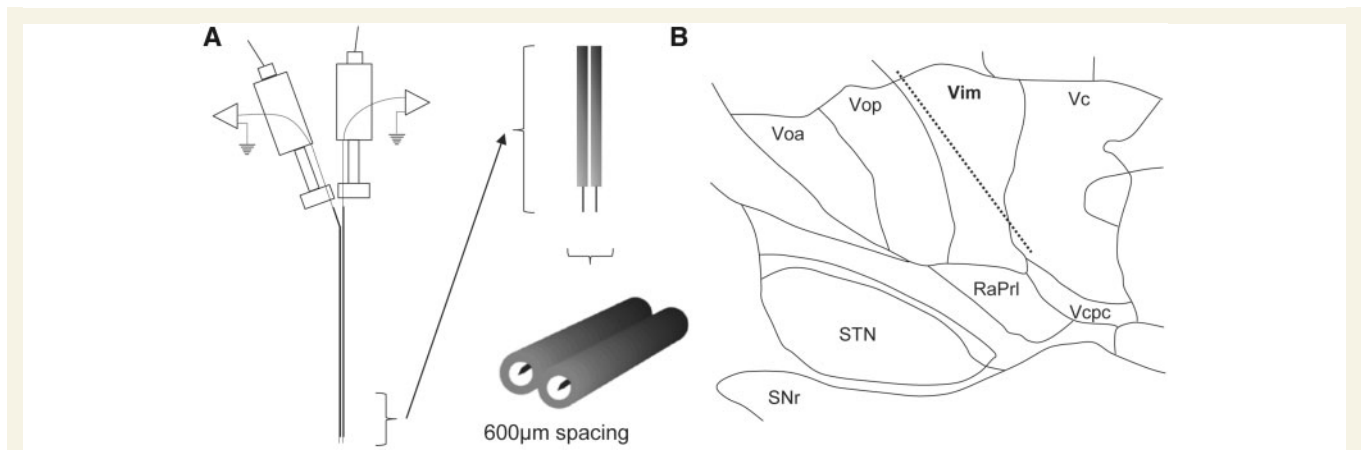 A
B
Voa
Vop
Vim
Vc
RaPrl
Vcpc
STN
SNr
600µm spacing